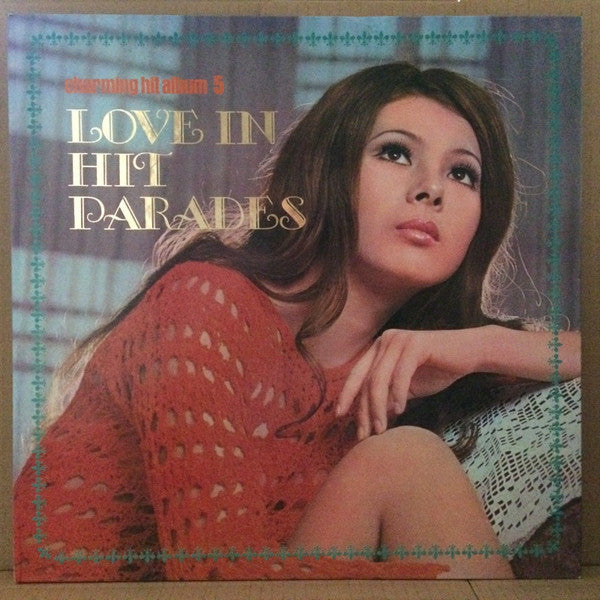 charming hit album 5
LOVE IN
HIT
PARADES